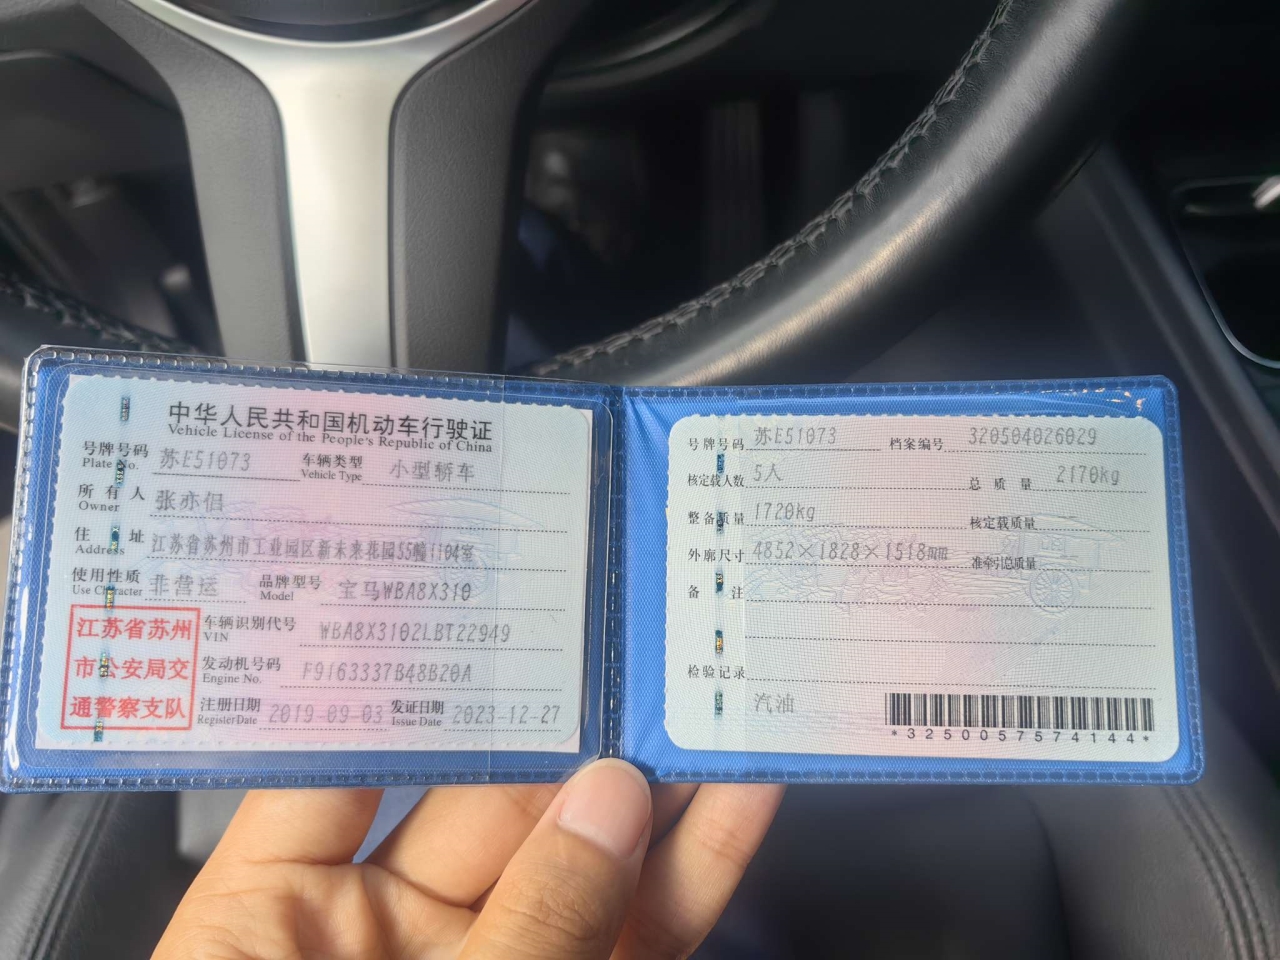 中华人民共和国机动车行驶证
Vehicle License of the People's Republic of China
号牌号码 Plate No. 苏E51073 车辆类型 Vehicle Type 小型轿车
所有人 Owner 张亦侣
住址 Address 江苏省苏州市工业园区新未来花园55幢1104室
使用性质 Use Character 非营运 品牌型号 Model 宝马WBA8X310
江苏省苏州
市公安局交
通警察支队
车辆识别代号 VIN WBA8X3102LBT22949
发动机号码 Engine No. F9163337B48B20A
注册日期 Register Date 2019-09-03 发证日期 Issue Date 2023-12-27
号牌号码 苏E51073 档案编号 320504026029
核定载人数 5人 总质量 2170kg
整备质量 1720kg 核定载质量
外廓尺寸 4852×1828×1518mm 准牵引总质量
备注
检验记录
汽油
*3250057574144*